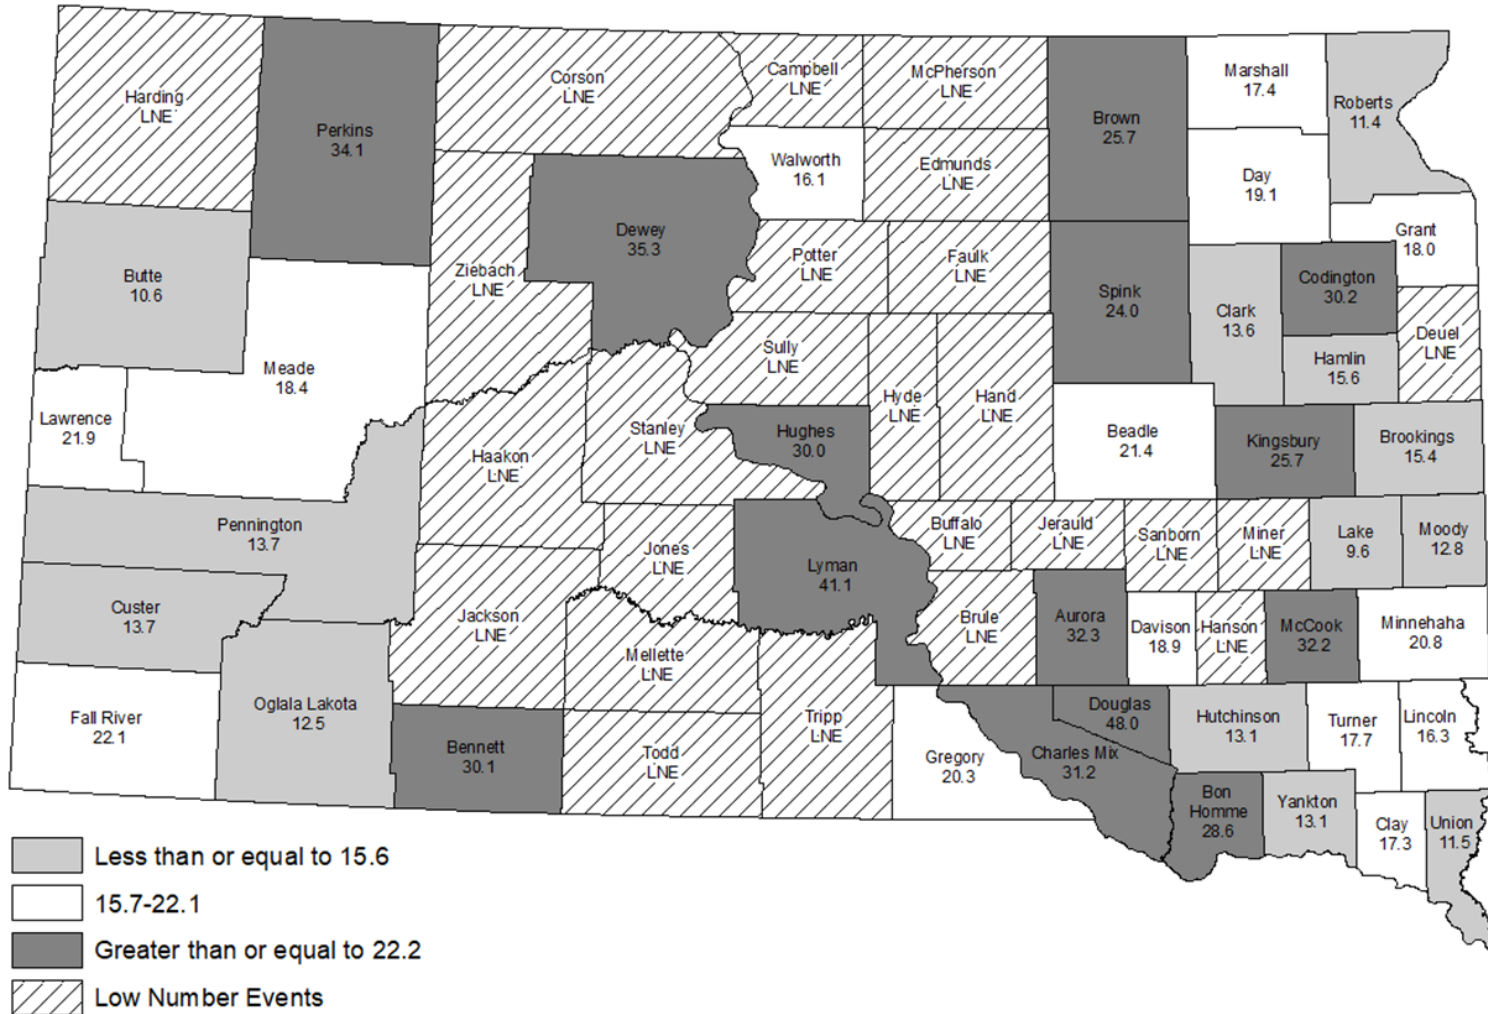 Harding
LNE
Perkins
34.1
Corson
LNE
Campbell
LNE
McPherson
LNE
Brown
25.7
Marshall
17.4
Roberts
11.4
Walworth
16.1
Edmunds
LNE
Day
19.1
Dewey
35.3
Grant
18.0
Butte
10.6
Ziebach
LNE
Potter
LNE
Faulk
LNE
Spink
24.0
Codington
30.2
Clark
13.6
Deuel
LNE
Meade
18.4
Sully
LNE
Hamlin
15.6
Lawrence
21.9
Haakon
LNE
Stanley
LNE
Hughes
30.0
Hyde
LNE
Hand
LNE
Beadle
21.4
Kingsbury
25.7
Brookings
15.4
Pennington
13.7
Jones
LNE
Lyman
41.1
Buffalo
LNE
Jerauld
LNE
Sanborn
LNE
Miner
LNE
Lake
9.6
Moody
12.8
Custer
13.7
Jackson
LNE
Mellette
LNE
Brule
LNE
Aurora
32.3
Davison
18.9
Hanson
LNE
McCook
32.2
Minnehaha
20.8
Fall River
22.1
Oglala Lakota
12.5
Bennett
30.1
Todd
LNE
Tripp
LNE
Gregory
20.3
Charles Mix
31.2
Douglas
48.0
Hutchinson
13.1
Turner
17.7
Lincoln
16.3
Bon
Homme
28.6
Yankton
13.1
Clay
17.3
Union
11.5
Less than or equal to 15.6
15.7-22.1
Greater than or equal to 22.2
Low Number Events